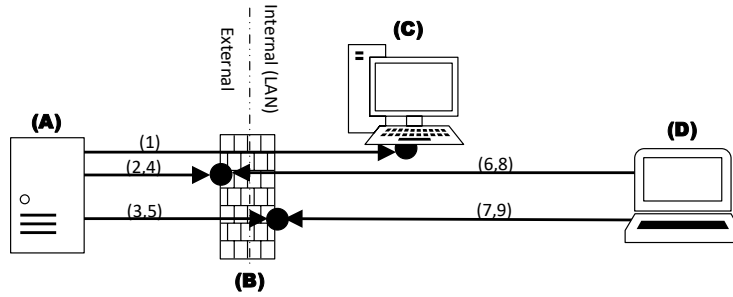 External
Internal (LAN)
(C)
(A)
(D)
(1)
(2,4)
(6,8)
(3,5)
(7,9)
(B)